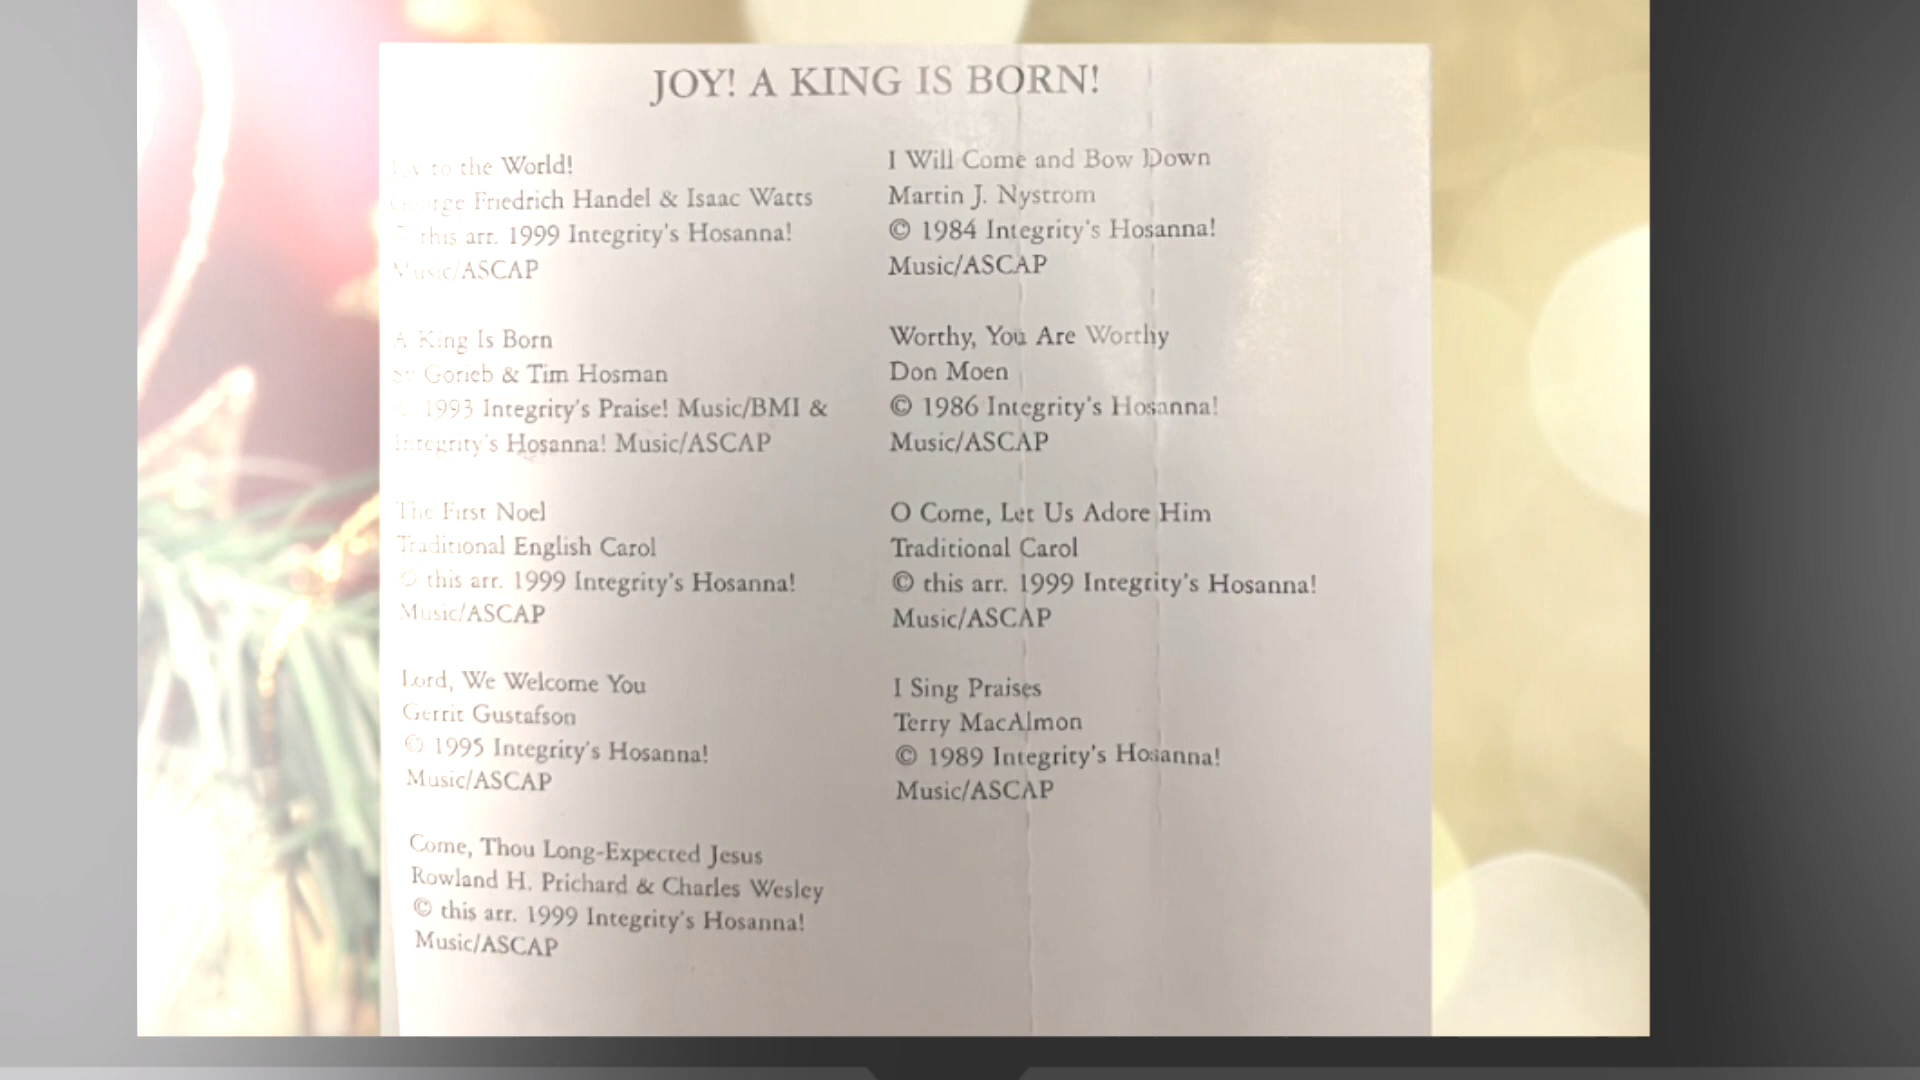 JOY! A KING IS BORN!
Joy to the World!
George Friedrich Handel & Isaac Watts
© this arr. 1999 Integrity's Hosanna!
Music/ASCAP
A King Is Born
Sy Gorieb & Tim Hosman
© 1993 Integrity's Praise! Music/BMI &
Integrity's Hosanna! Music/ASCAP
The First Noel
Traditional English Carol
© this arr. 1999 Integrity's Hosanna!
Music/ASCAP
Lord, We Welcome You
Gerrit Gustafson
© 1995 Integrity's Hosanna!
Music/ASCAP
Come, Thou Long-Expected Jesus
Rowland H. Prichard & Charles Wesley
© this arr. 1999 Integrity's Hosanna!
Music/ASCAP
I Will Come and Bow Down
Martin J. Nystrom
© 1984 Integrity's Hosanna!
Music/ASCAP
Worthy, You Are Worthy
Don Moen
© 1986 Integrity's Hosanna!
Music/ASCAP
O Come, Let Us Adore Him
Traditional Carol
© this arr. 1999 Integrity's Hosanna!
Music/ASCAP
I Sing Praises
Terry MacAlmon
© 1989 Integrity's Hosanna!
Music/ASCAP